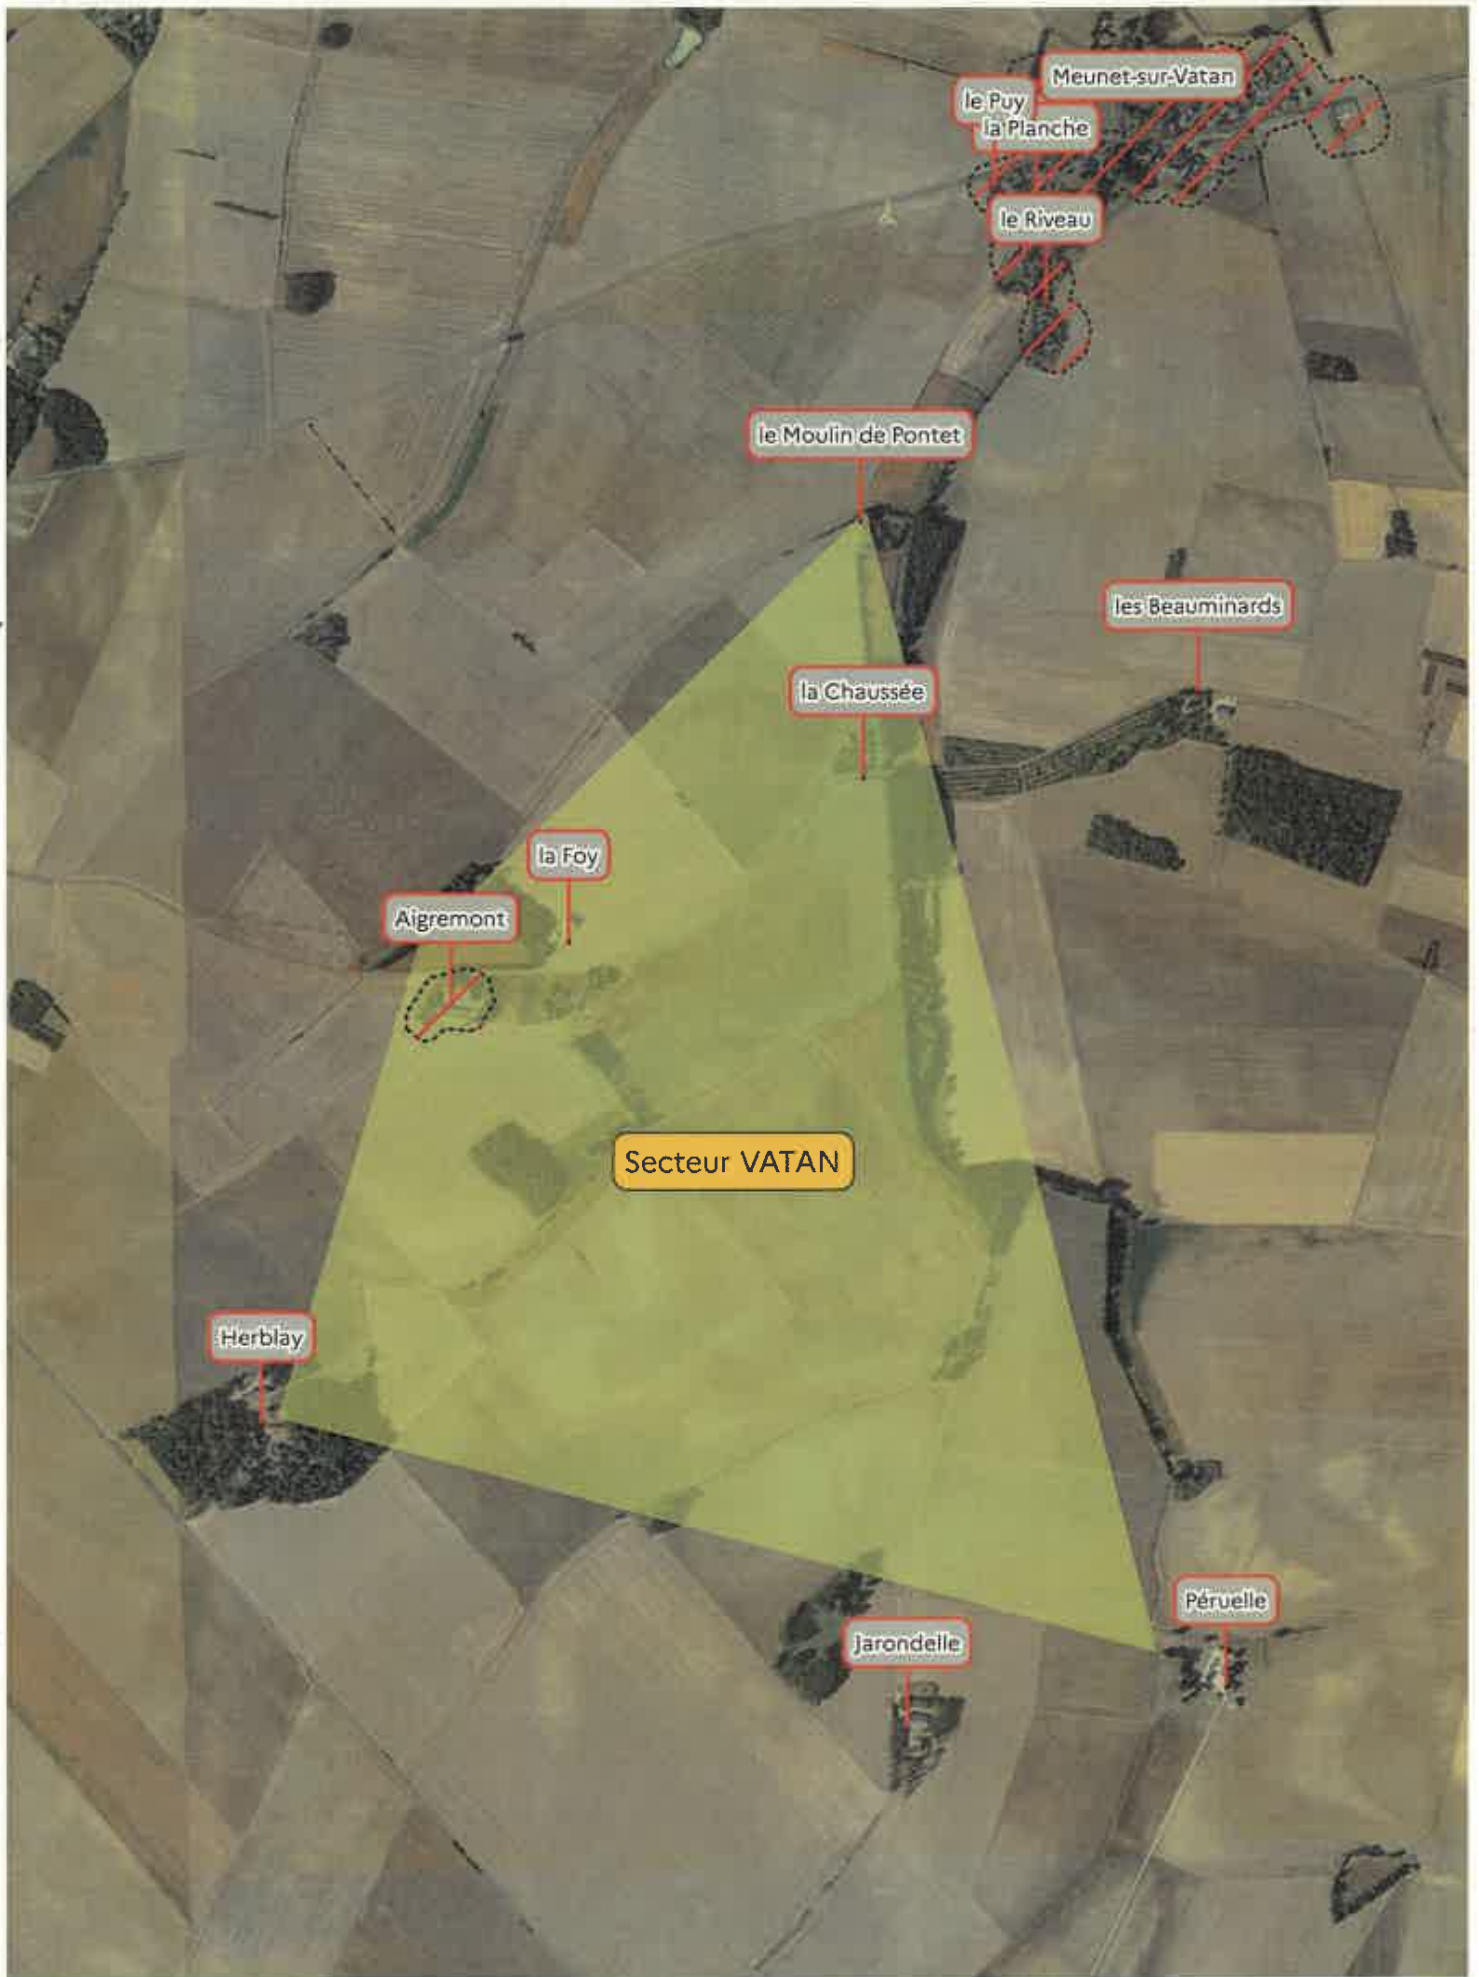 Meunet-sur-Vatan
le Puy
la Planche
le Riveau
le Moulin de Pontet
les Beauminards
la Chaussée
la Foy
Aigremont
Secteur VATAN
Herblay
Péruelle
Jarondelle